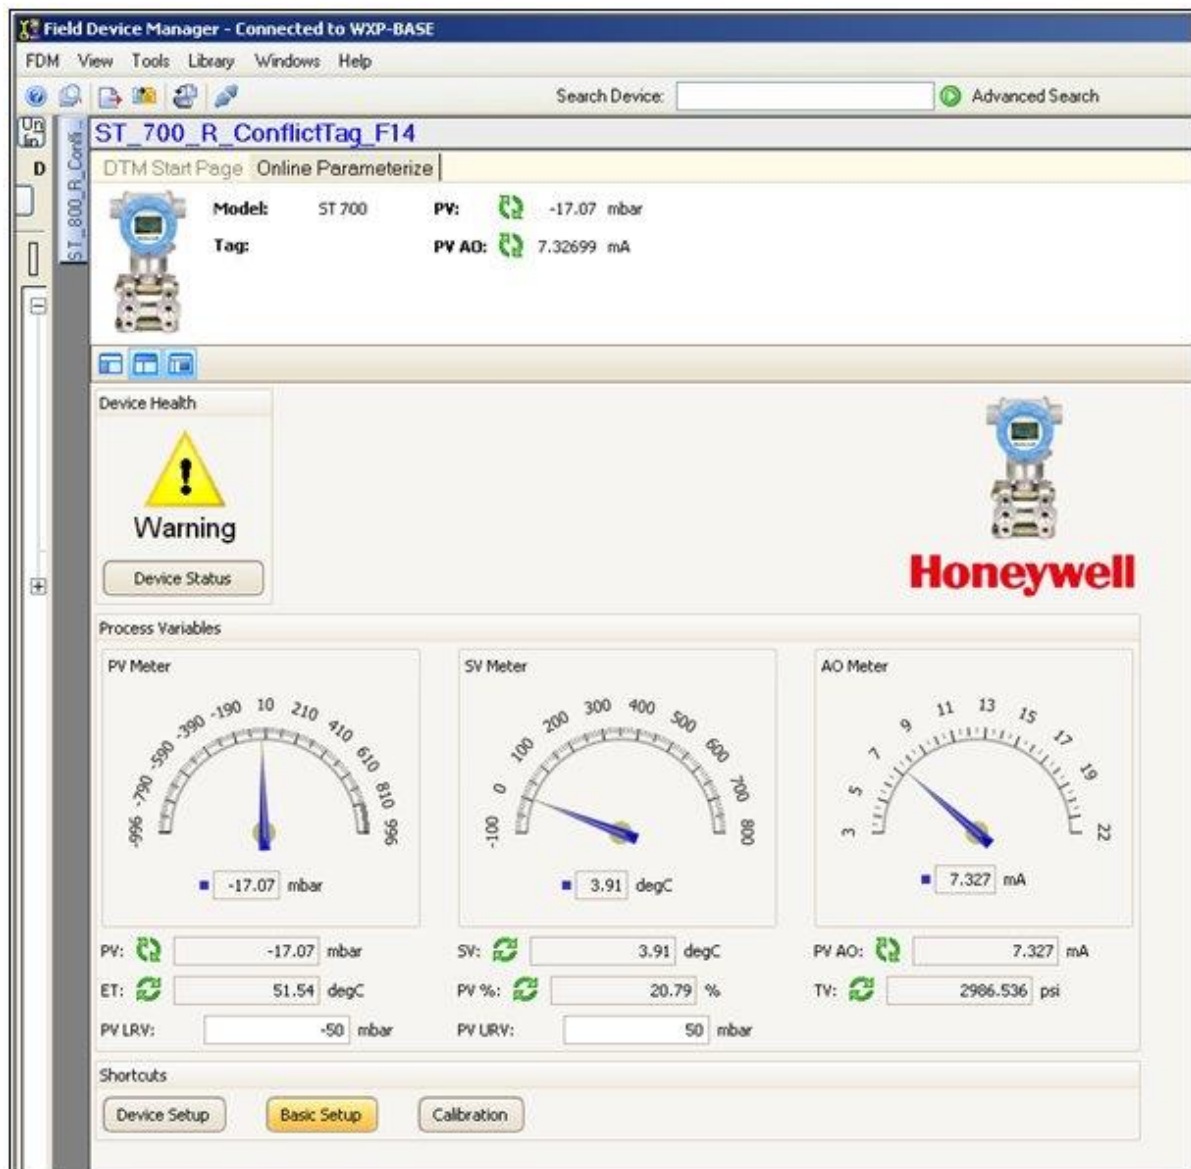 Field Device Manager - Connected to WXP-BASE
FDM View Tools Library Windows Help
Search Device: Advanced Search
Un
fin
D
ST_800_R_Confli..
ST_700_R_ConflictTag_F14
DTM Start Page Online Parameterize
Model: ST 700 PV: -17.07 mbar
Tag: PV AO: 7.32699 mA
Device Health
Warning
Device Status
Honeywell
Process Variables
PV Meter
-996 -790 -590 -390 -190 10 210 410 610 810 996
-17.07 mbar
SV Meter
-100 0 100 200 300 400 500 600 700 800
3.91 degC
AO Meter
3 5 7 9 11 13 15 17 19 22
7.327 mA
PV: -17.07 mbar SV: 3.91 degC PV AO: 7.327 mA
ET: 51.54 degC PV %: 20.79 % TV: 2986.536 psi
PV LRV: -50 mbar PV URV: 50 mbar
Shortcuts
Device Setup Basic Setup Calibration